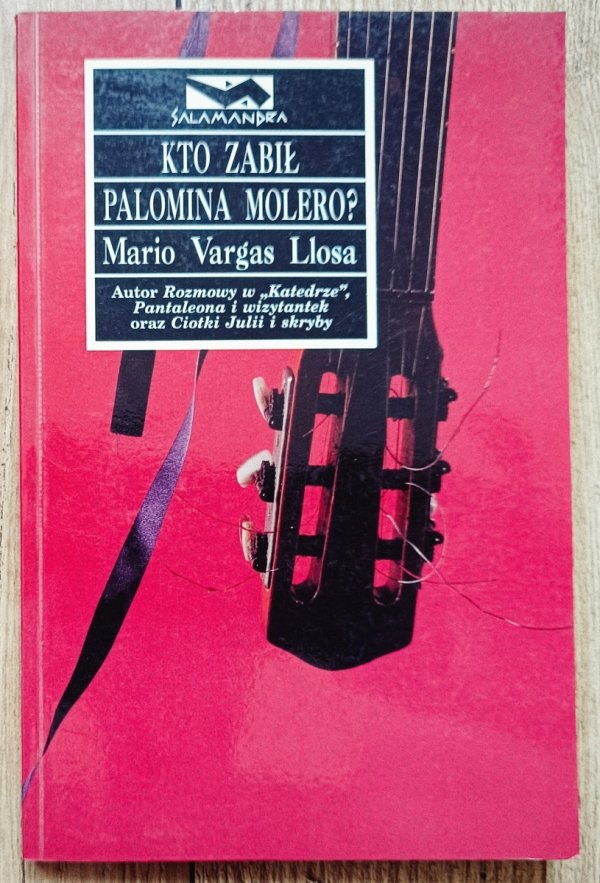 SALAMANDRA
KTO ZABIŁ
PALOMINA MOLERO?
Mario Vargas Llosa
Autor Rozmowy w „Katedrze”,
Pantaleona i wizytantek
oraz Ciotki Julii i skryby